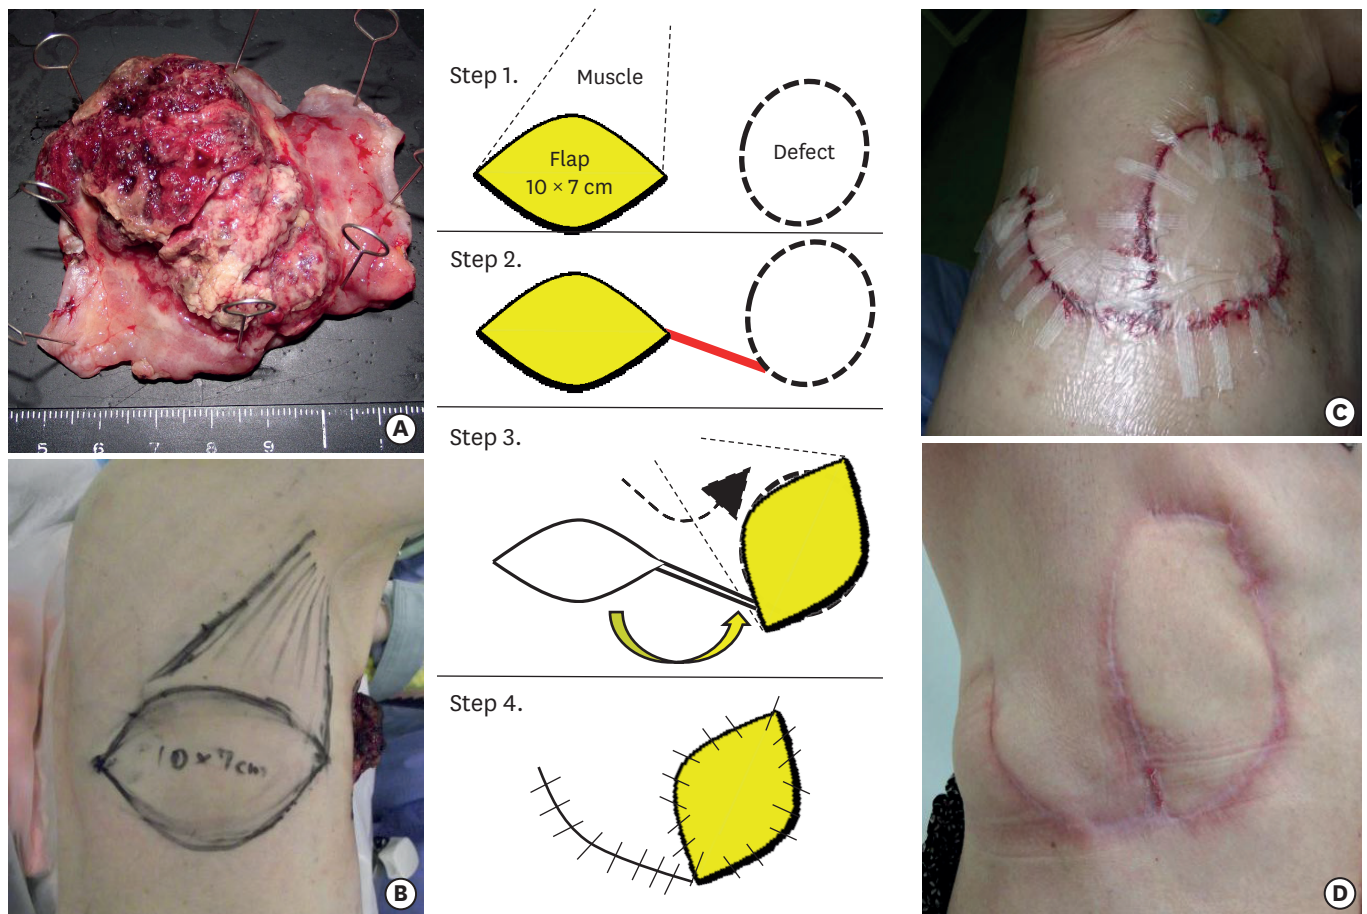 5 6 7 8 9
A
10 × 7 cm
B
Step 1.
Muscle
Flap
10 × 7 cm
Defect
Step 2.
Step 3.
Step 4.
C
D